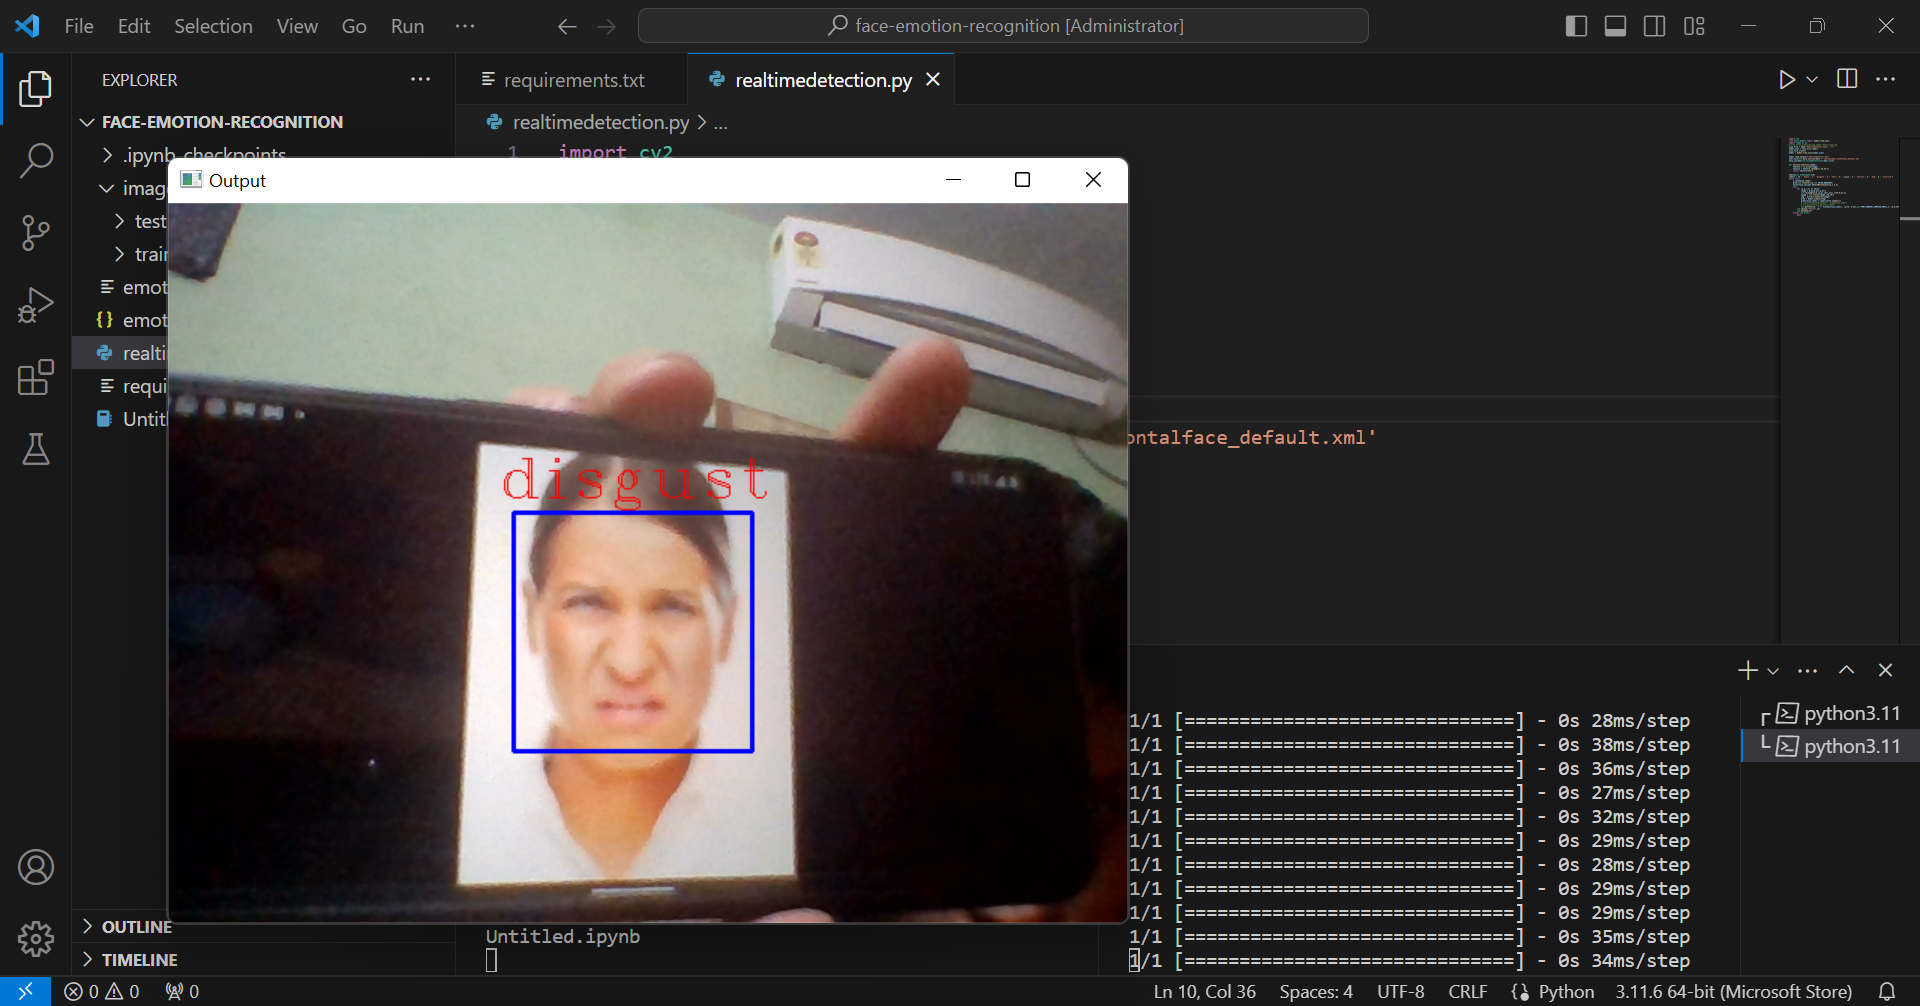 File Edit Selection View Go Run ...
face-emotion-recognition [Administrator]
EXPLORER
requirements.txt
realtimedetection.py
FACE-EMOTION-RECOGNITION
realtimedetection.py > ...
.ipynb_checkpoints
1 import cv2
imag
Output
test
train
emot
{} emot
realti
requi
Untitl
ontalface_default.xml'
disgust
python3.11
python3.11
1/1 [==============================] - 0s 28ms/step
1/1 [==============================] - 0s 38ms/step
1/1 [==============================] - 0s 36ms/step
1/1 [==============================] - 0s 27ms/step
1/1 [==============================] - 0s 32ms/step
1/1 [==============================] - 0s 29ms/step
1/1 [==============================] - 0s 28ms/step
1/1 [==============================] - 0s 29ms/step
1/1 [==============================] - 0s 29ms/step
1/1 [==============================] - 0s 35ms/step
1/1 [==============================] - 0s 34ms/step
OUTLINE
TIMELINE
Untitled.ipynb
0 0 0
Ln 10, Col 36 Spaces: 4 UTF-8 CRLF Python 3.11.6 64-bit (Microsoft Store)